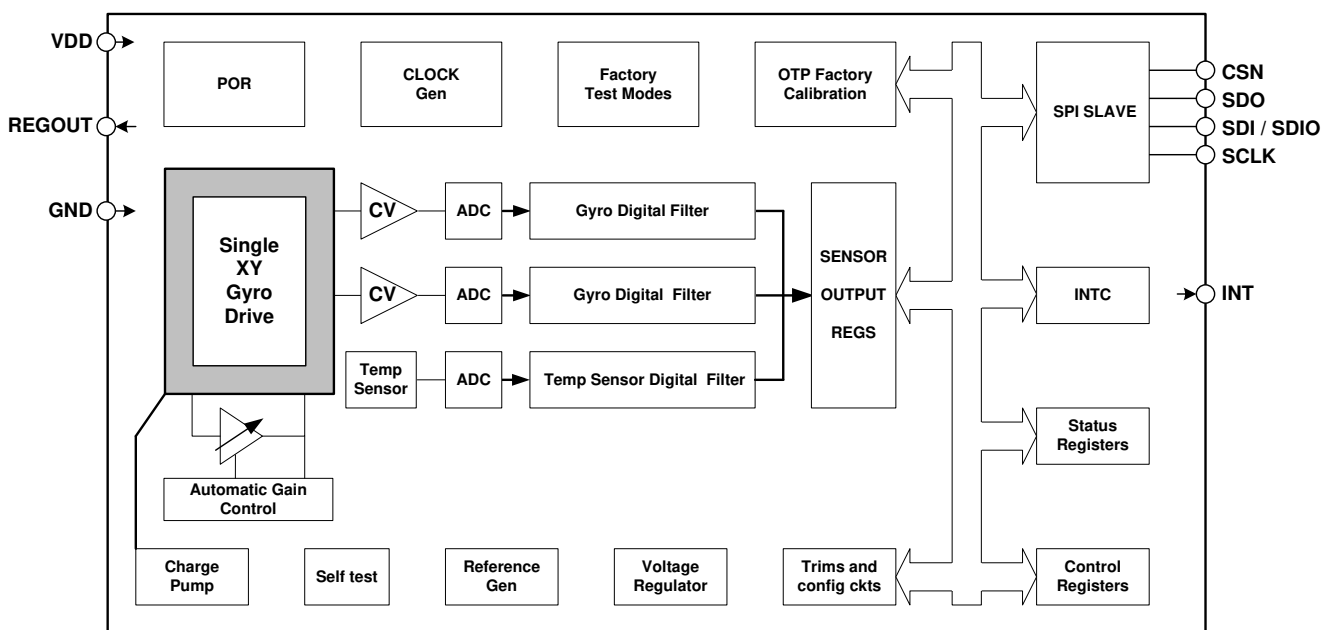 VDD
POR
CLOCK
Gen
Factory
Test Modes
OTP Factory
Calibration
SPI SLAVE
CSN
SDO
SDI / SDIO
SCLK
REGOUT
GND
Single
XY
Gyro
Drive
CV
ADC
Gyro Digital Filter
CV
ADC
Gyro Digital Filter
Temp
Sensor
ADC
Temp Sensor Digital Filter
SENSOR
OUTPUT
REGS
INTC
INT
Status
Registers
Automatic Gain
Control
Charge
Pump
Self test
Reference
Gen
Voltage
Regulator
Trims and
config ckts
Control
Registers